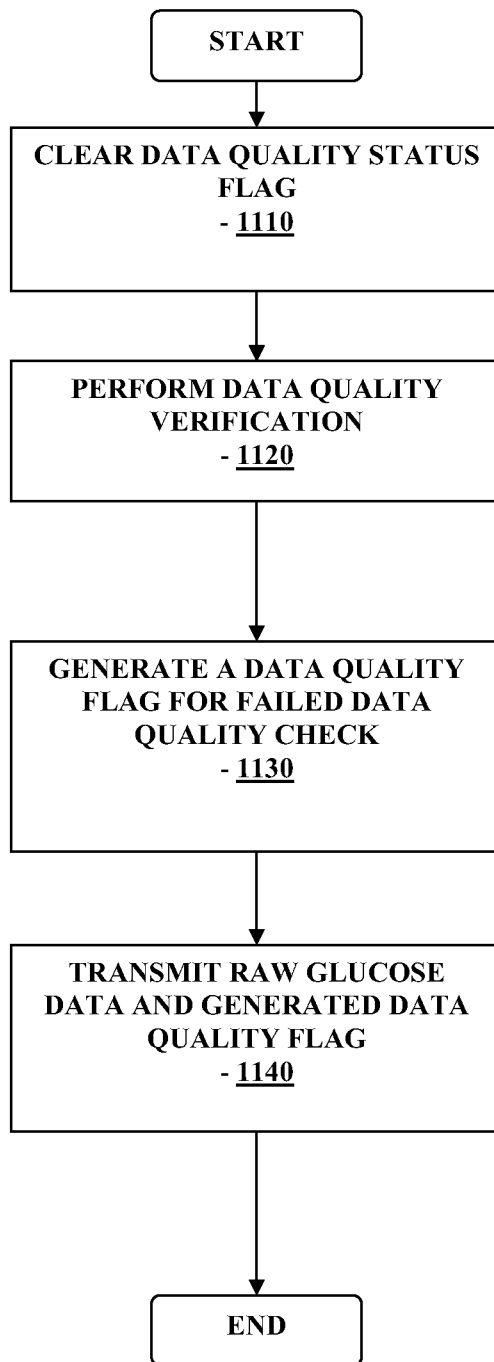 START
CLEAR DATA QUALITY STATUS
FLAG
- 1110
PERFORM DATA QUALITY
VERIFICATION
- 1120
GENERATE A DATA QUALITY
FLAG FOR FAILED DATA
QUALITY CHECK
- 1130
TRANSMIT RAW GLUCOSE
DATA AND GENERATED DATA
QUALITY FLAG
- 1140
END